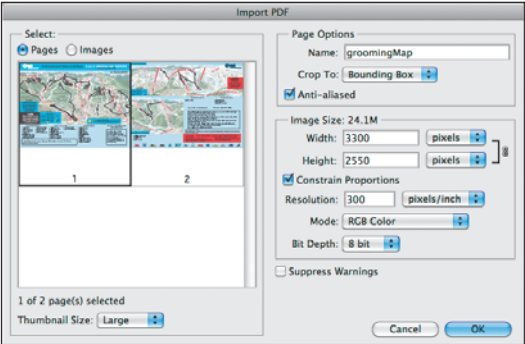 Import PDF
Select:
Pages
Images
1
2
1 of 2 page(s) selected
Thumbnail Size: Large
Page Options
Name: groomingMap
Crop To: Bounding Box
Anti-aliased
Image Size: 24.1M
Width: 3300 pixels
Height: 2550 pixels
Constrain Proportions
Resolution: 300 pixels/inch
Mode: RGB Color
Bit Depth: 8 bit
Suppress Warnings
Cancel
OK